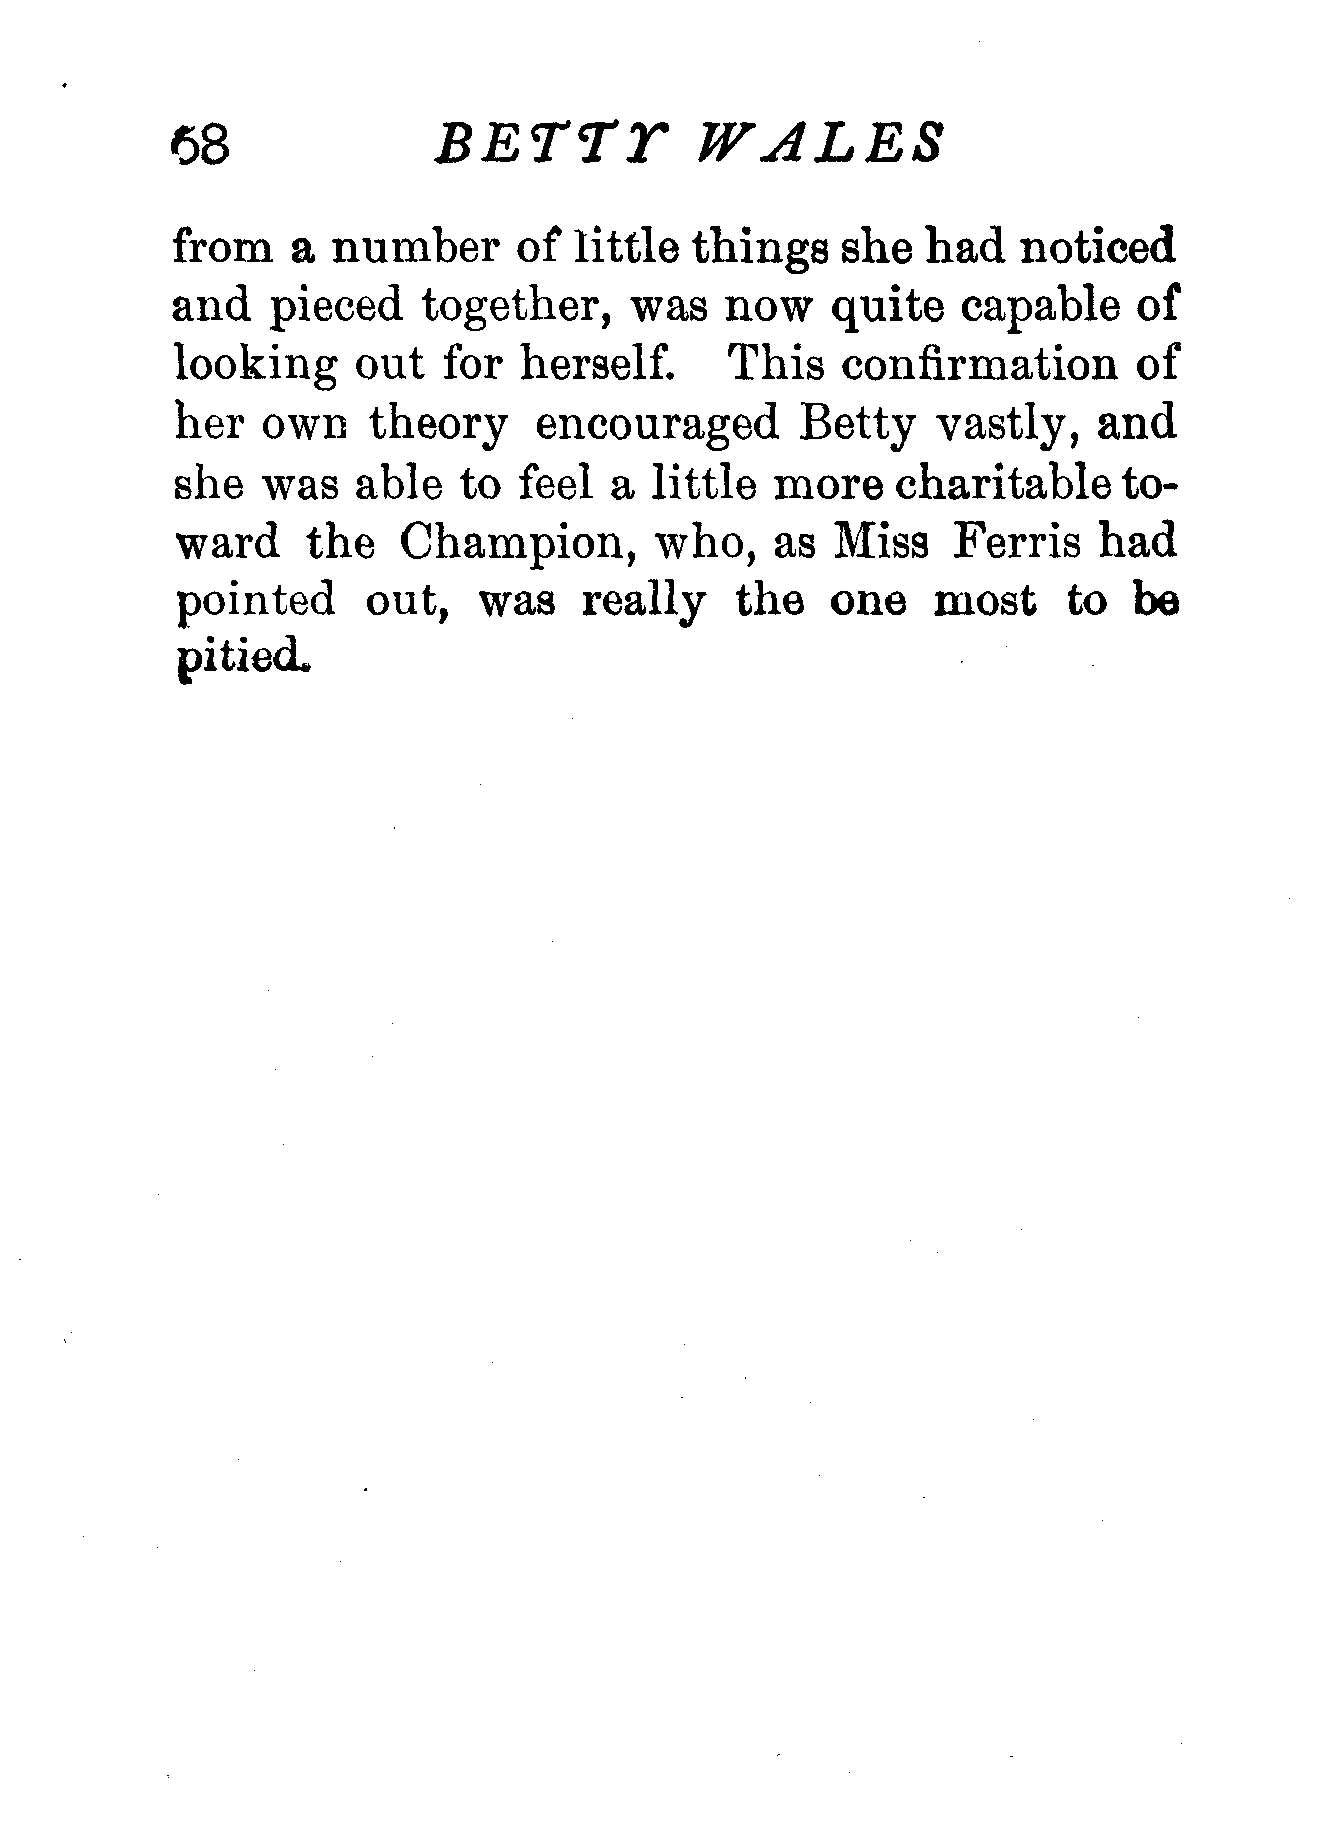 68 BETTY WALES
from a number of little things she had noticed
and pieced together, was now quite capable of
looking out for herself. This confirmation of
her own theory encouraged Betty vastly, and
she was able to feel a little more charitable to-
ward the Champion, who, as Miss Ferris had
pointed out, was really the one most to be
pitied.